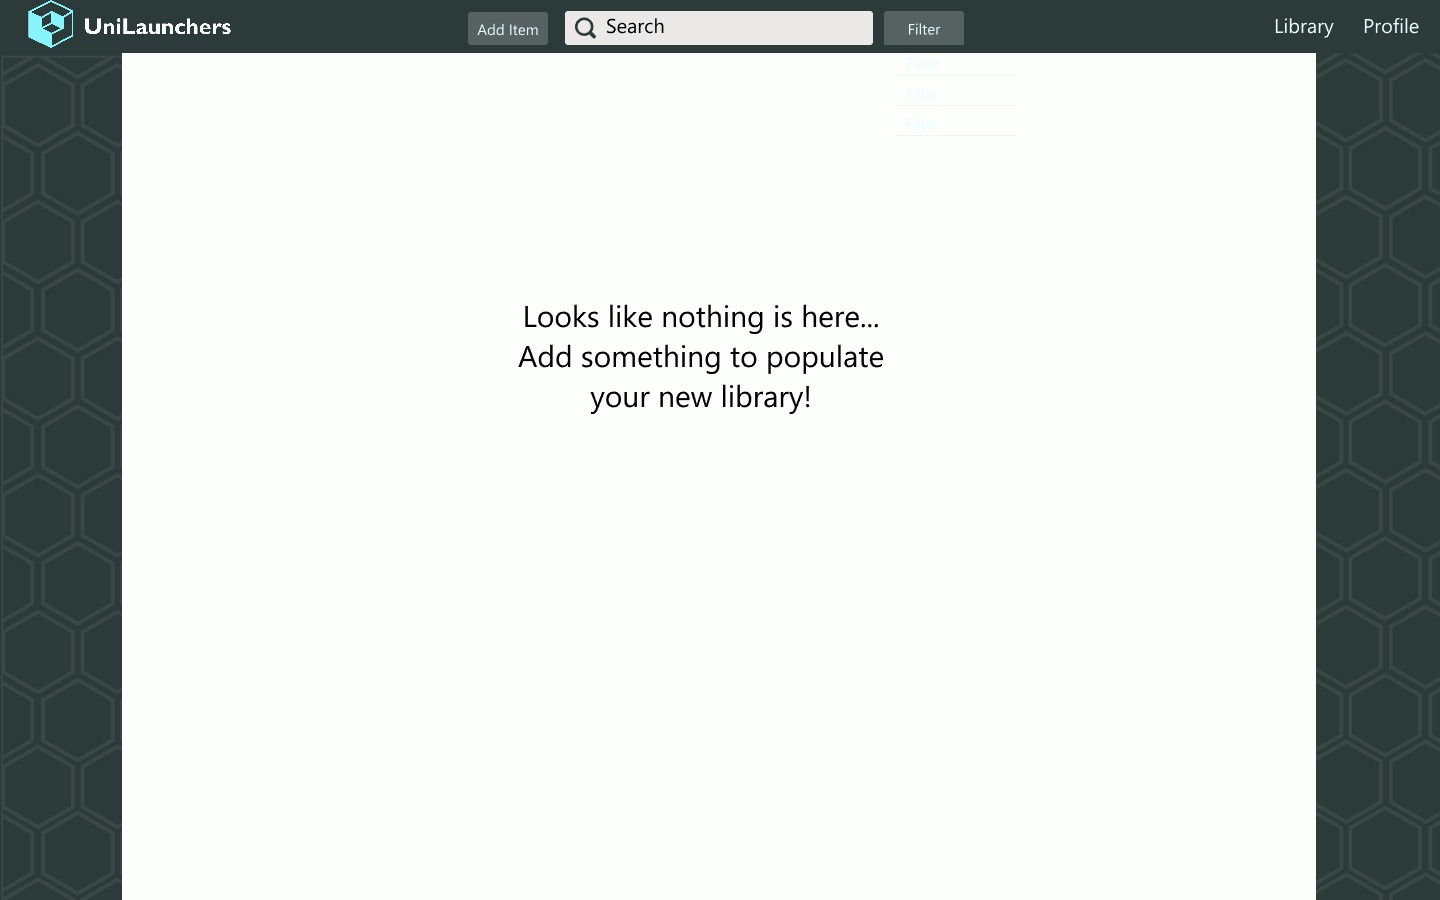 UniLaunchers
Add Item
Search
Filter
Library
Profile
Filter
Filter
Filter
Looks like nothing is here...
Add something to populate
your new library!